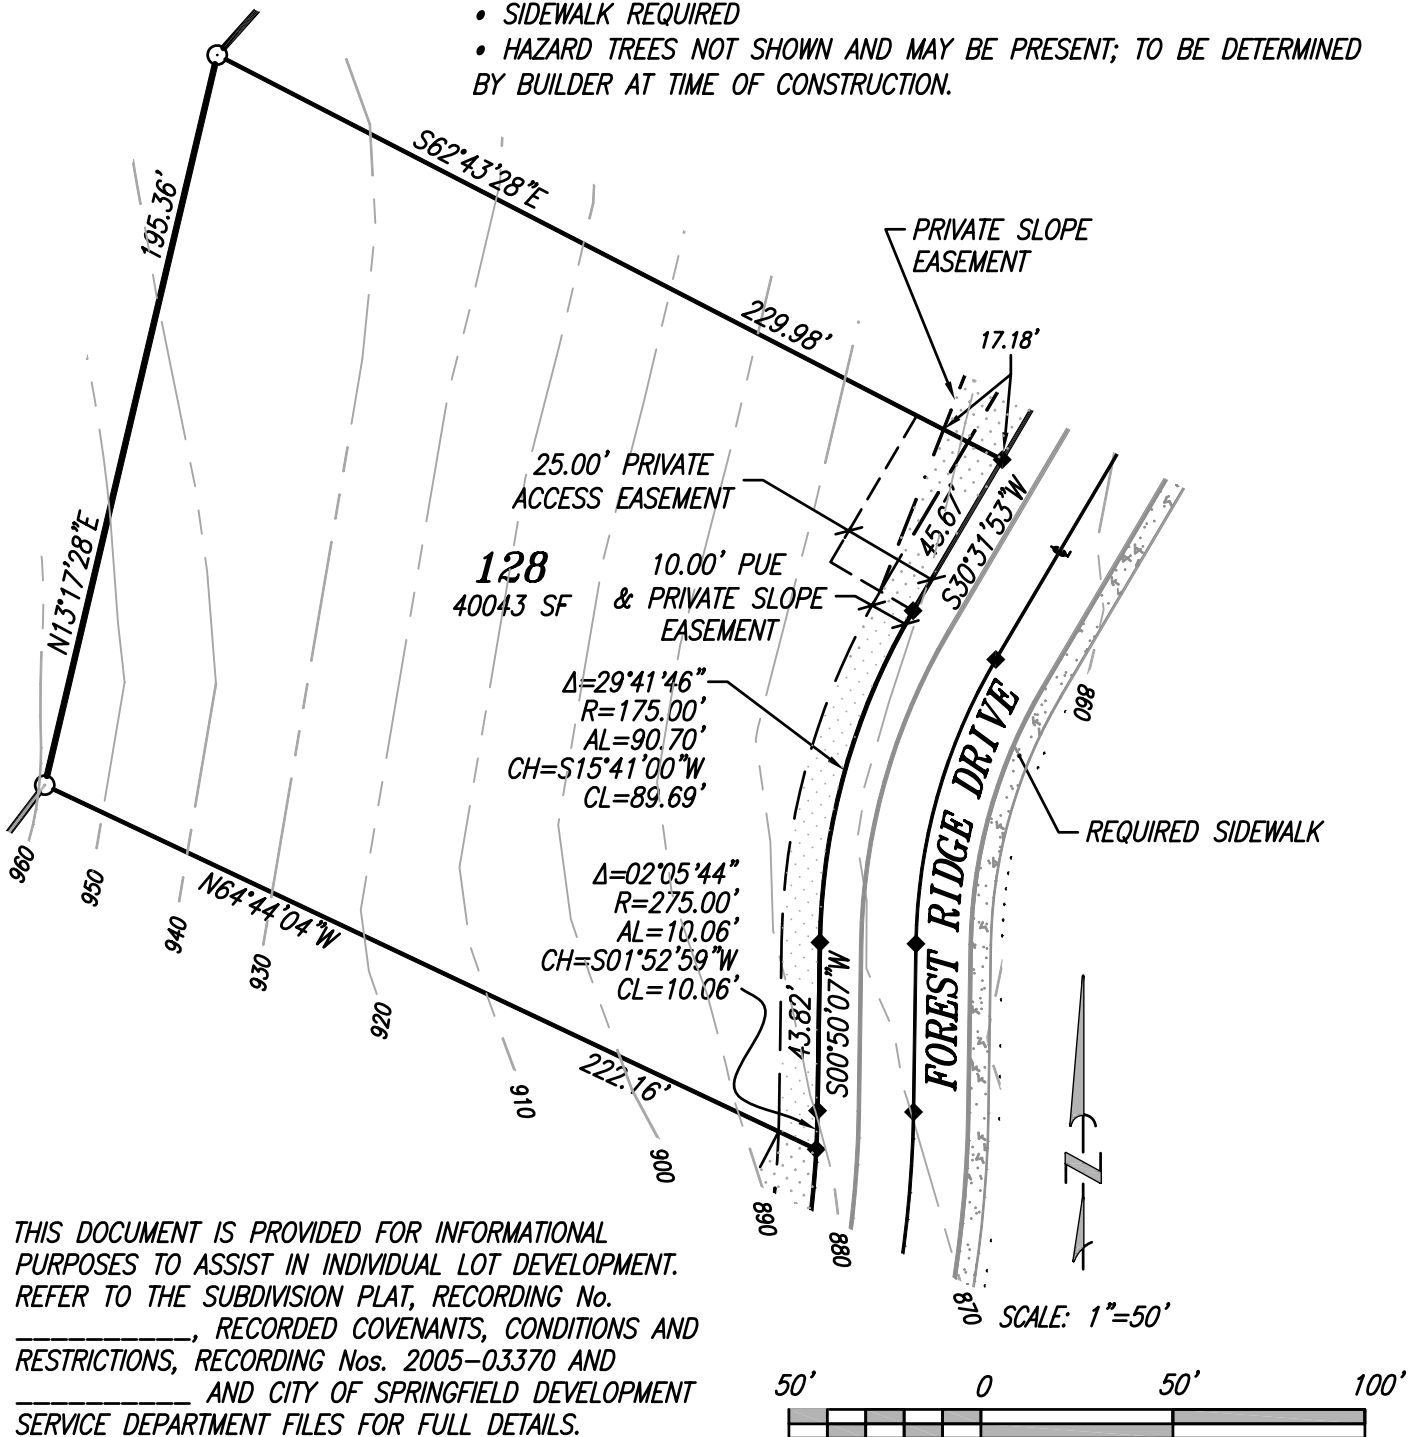 • SIDEWALK REQUIRED
• HAZARD TREES NOT SHOWN AND MAY BE PRESENT; TO BE DETERMINED
BY BUILDER AT TIME OF CONSTRUCTION.
S62°43'28"E
195.36'
PRIVATE SLOPE
EASEMENT
229.98'
17.18'
25.00' PRIVATE
ACCESS EASEMENT
45.67'
S30°31'53"W
N13°17'28"E
128
40043 SF
10.00' PUE
& PRIVATE SLOPE
EASEMENT
Δ=29°41'46"
R=175.00'
AL=90.70'
CH=S15°41'00"W
CL=89.69'
860
FOREST RIDGE DRIVE
REQUIRED SIDEWALK
Δ=02°05'44"
R=275.00'
AL=10.06'
CH=S01°52'59"W
CL=10.06'
43.82'
S00°50'07"W
960
950
940
930
920
910
900
890
880
870
N64°44'04"W
222.16'
N
THIS DOCUMENT IS PROVIDED FOR INFORMATIONAL
PURPOSES TO ASSIST IN INDIVIDUAL LOT DEVELOPMENT.
REFER TO THE SUBDIVISION PLAT, RECORDING No.
__________, RECORDED COVENANTS, CONDITIONS AND
RESTRICTIONS, RECORDING Nos. 2005-03370 AND
__________ AND CITY OF SPRINGFIELD DEVELOPMENT
SERVICE DEPARTMENT FILES FOR FULL DETAILS.
SCALE: 1"=50'
50' 0 50' 100'